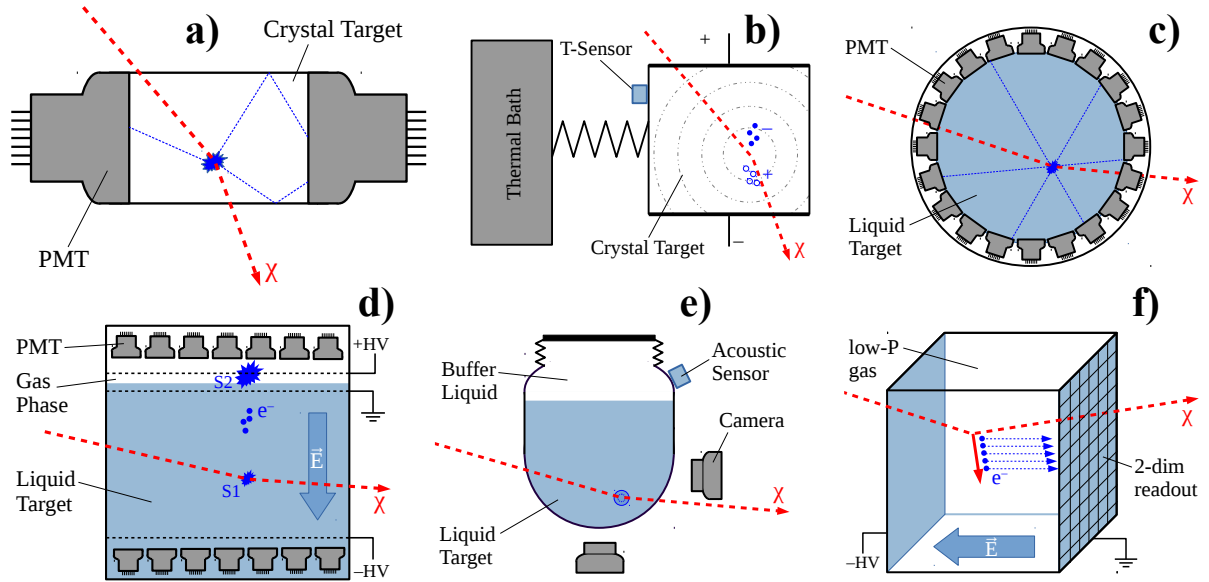 a)
Crystal Target
PMT
χ
b)
T-Sensor
+
Thermal Bath
−
+
Crystal Target
−
χ
c)
PMT
Liquid
Target
χ
d)
PMT
+HV
Gas
Phase
S2
e⁻
E⃗
Liquid
Target
S1
χ
−HV
e)
Buffer
Liquid
Acoustic
Sensor
Camera
Liquid
Target
χ
f)
low-P
gas
χ
e⁻
2-dim
readout
E⃗
−HV